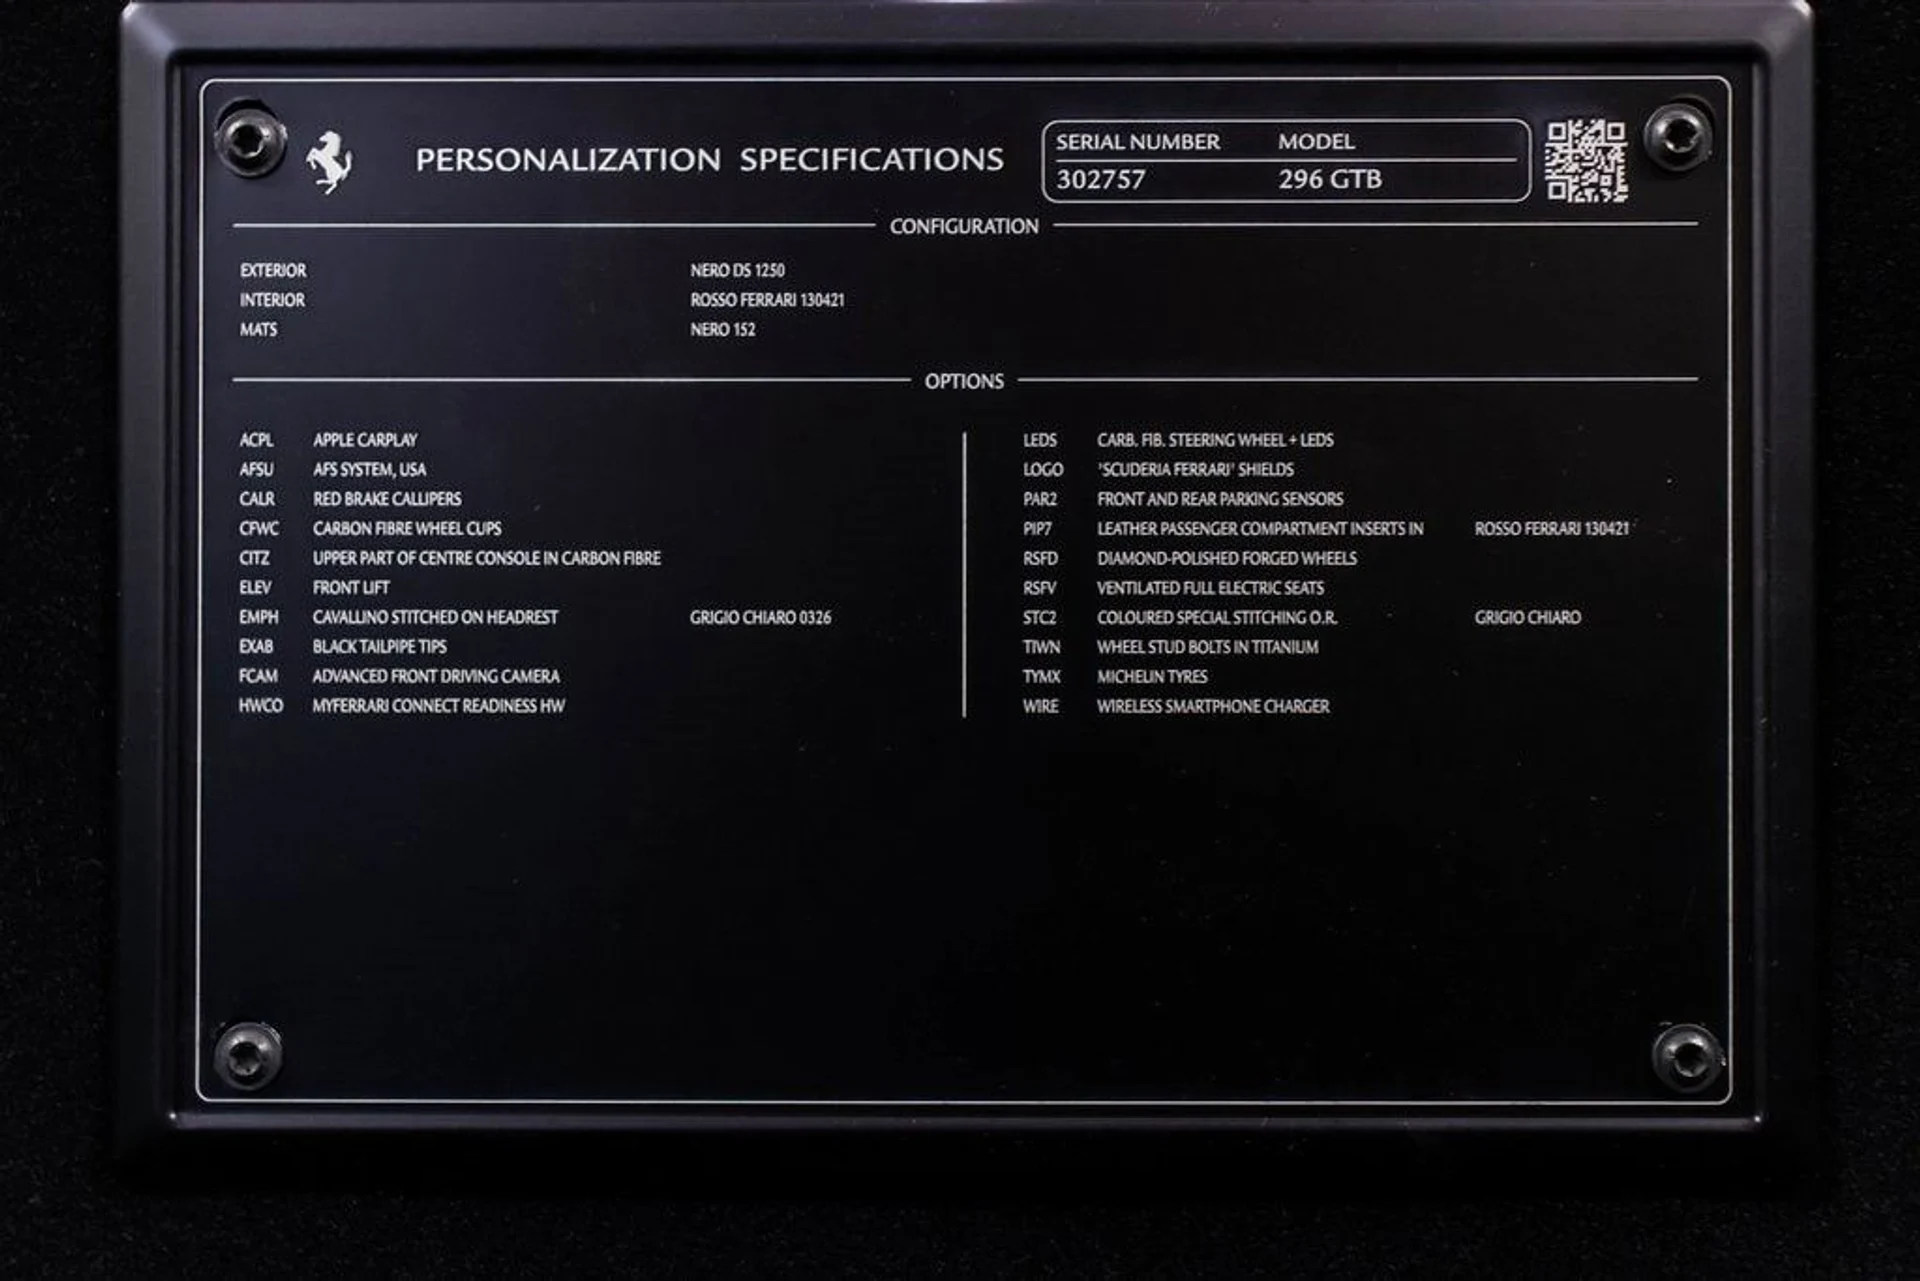 PERSONALIZATION SPECIFICATIONS
SERIAL NUMBER MODEL
302757 296 GTB
CONFIGURATION
EXTERIOR NERO DS 1250
INTERIOR ROSSO FERRARI 130421
MATS NERO 152
OPTIONS
ACPL APPLE CARPLAY
AFSU AFS SYSTEM, USA
CALR RED BRAKE CALLIPERS
CFWC CARBON FIBRE WHEEL CUPS
CITZ UPPER PART OF CENTRE CONSOLE IN CARBON FIBRE
ELEV FRONT LIFT
EMPH CAVALLINO STITCHED ON HEADREST GRIGIO CHIARO 0326
EXAB BLACK TAILPIPE TIPS
FCAM ADVANCED FRONT DRIVING CAMERA
HWCO MYFERRARI CONNECT READINESS HW
LEDS CARB. FIB. STEERING WHEEL + LEDS
LOGO 'SCUDERIA FERRARI' SHIELDS
PAR2 FRONT AND REAR PARKING SENSORS
PIP7 LEATHER PASSENGER COMPARTMENT INSERTS IN ROSSO FERRARI 130421
RSFD DIAMOND-POLISHED FORGED WHEELS
RSFV VENTILATED FULL ELECTRIC SEATS
STC2 COLOURED SPECIAL STITCHING O.R. GRIGIO CHIARO
TIWN WHEEL STUD BOLTS IN TITANIUM
TYMX MICHELIN TYRES
WIRE WIRELESS SMARTPHONE CHARGER